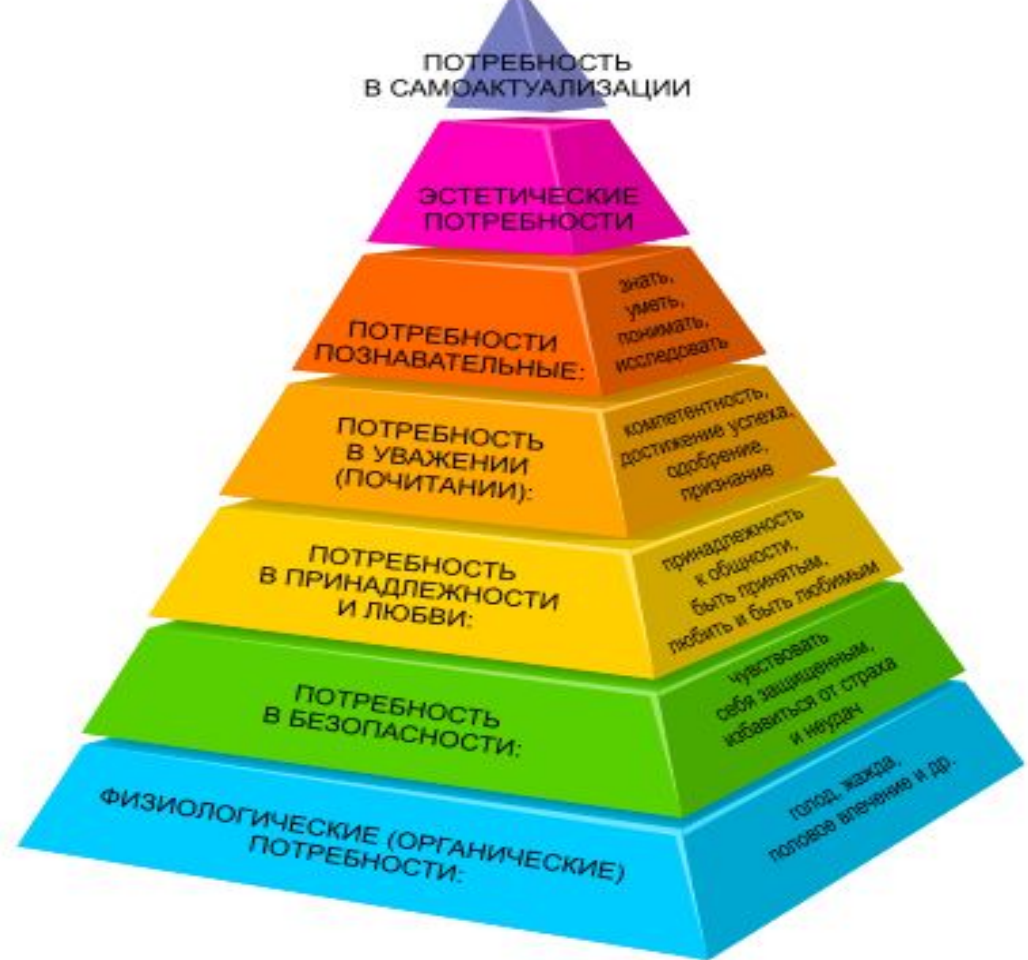 ПОТРЕБНОСТЬ
В САМОАКТУАЛИЗАЦИИ
ЭСТЕТИЧЕСКИЕ
ПОТРЕБНОСТИ
ПОТРЕБНОСТИ
ПОЗНАВАТЕЛЬНЫЕ:
знать,
уметь,
понимать,
исследовать
ПОТРЕБНОСТЬ
В УВАЖЕНИИ
(ПОЧИТАНИИ):
компетентность,
достижение успеха,
одобрение,
признание
ПОТРЕБНОСТЬ
В ПРИНАДЛЕЖНОСТИ
И ЛЮБВИ:
принадлежность
к общности,
быть принятым,
любить и быть любимым
ПОТРЕБНОСТЬ
В БЕЗОПАСНОСТИ:
чувствовать
себя защищенным,
избавиться от страха
и неудач
ФИЗИОЛОГИЧЕСКИЕ (ОРГАНИЧЕСКИЕ)
ПОТРЕБНОСТИ:
голод, жажда,
половое влечение и др.